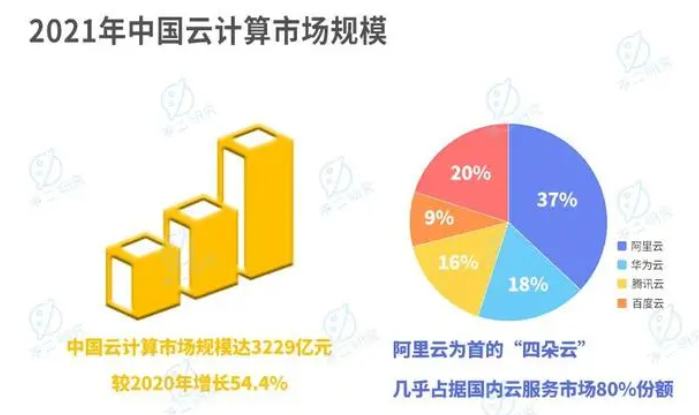 2021年中国云计算市场规模
20%
37%
9%
16%
18%
阿里云
华为云
腾讯云
百度云
中国云计算市场规模达3229亿元
较2020年增长54.4%
阿里云为首的“四朵云”
几乎占据国内云服务市场80%份额